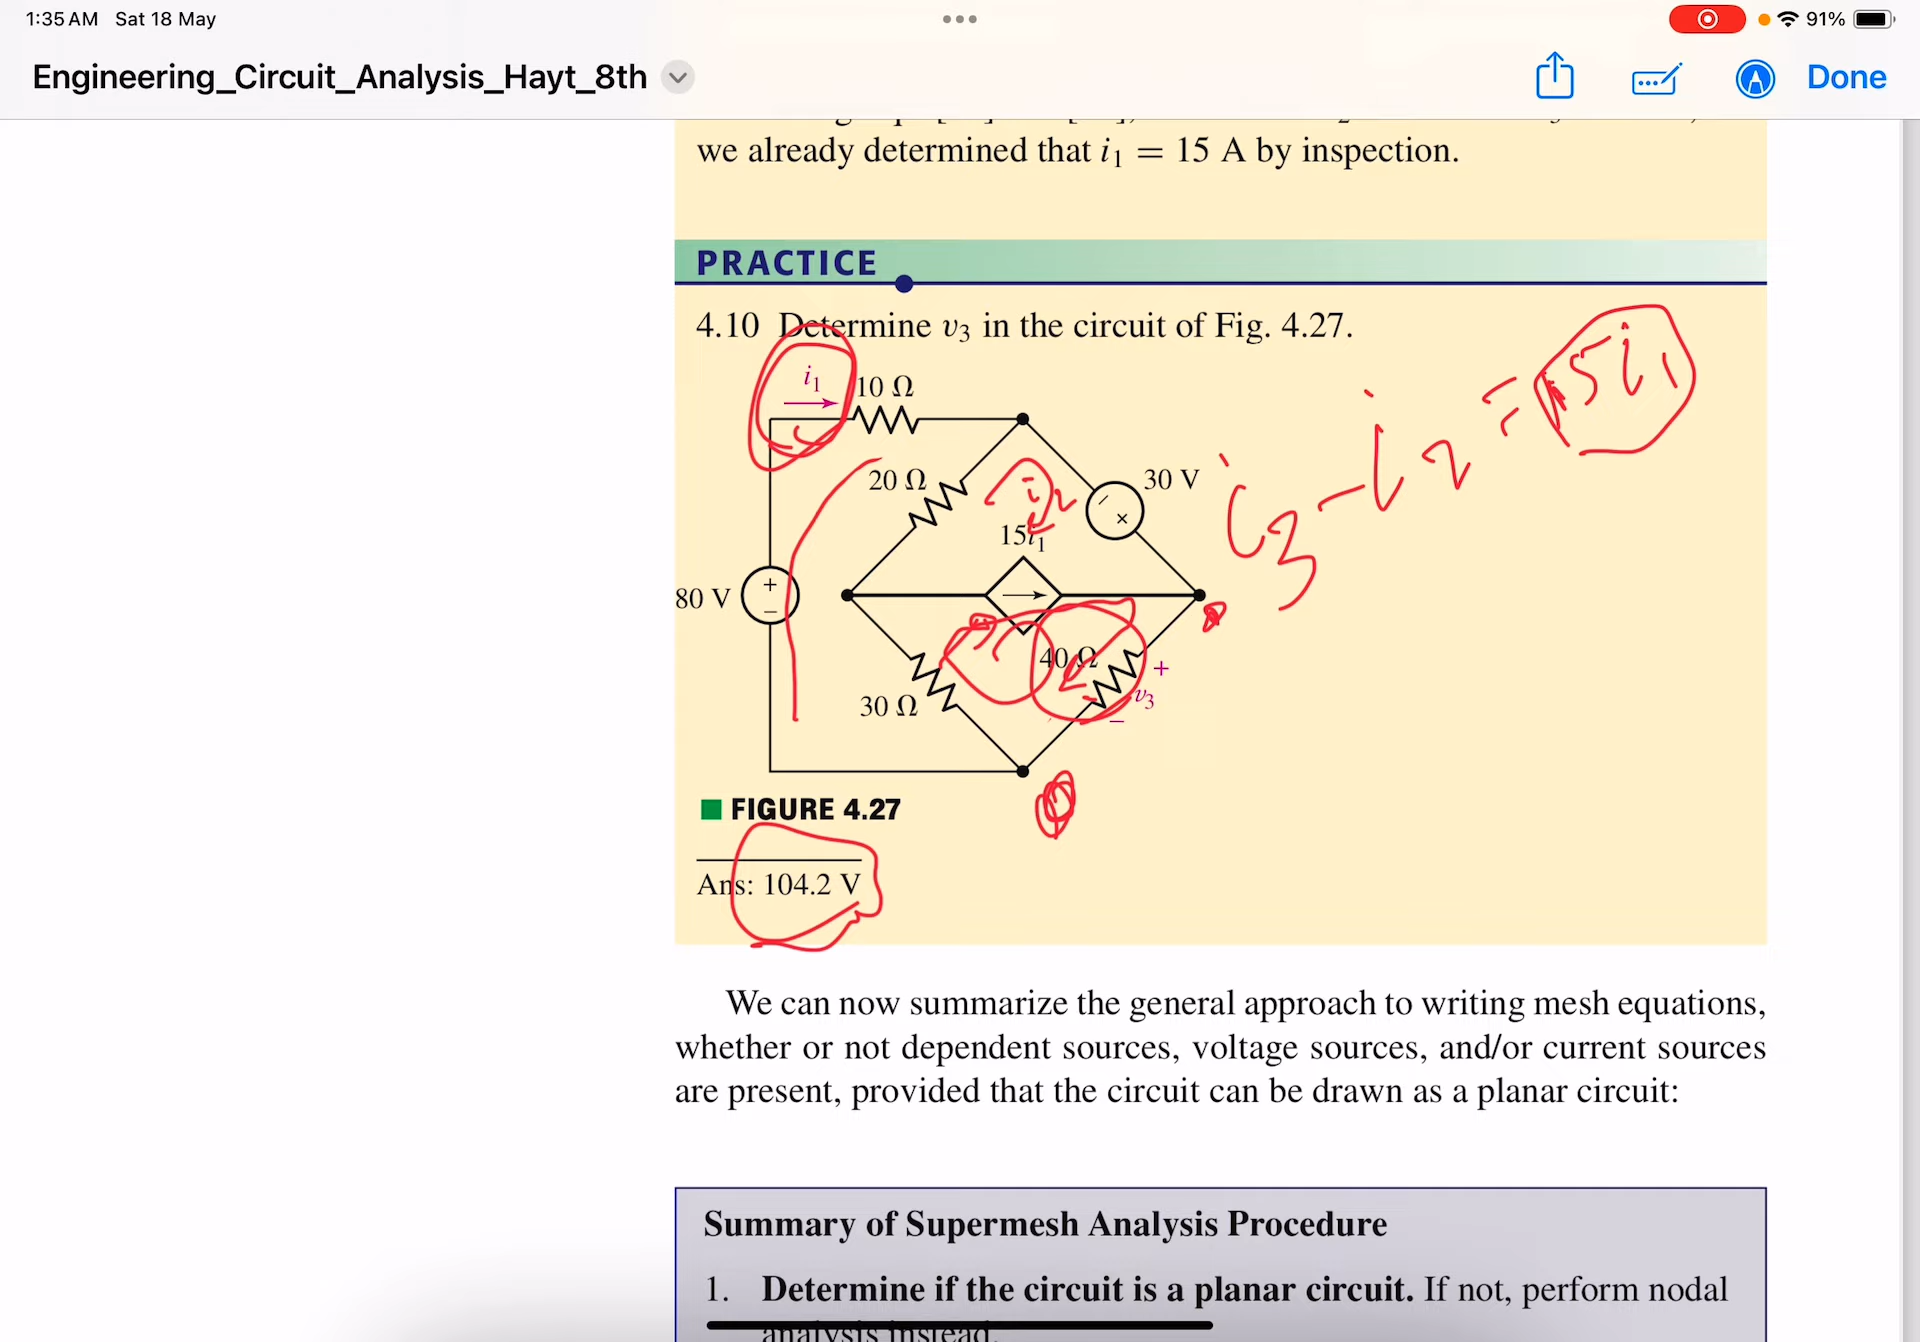 1:35 AM Sat 18 May
91%
Engineering_Circuit_Analysis_Hayt_8th
Done
we already determined that i₁ = 15 A by inspection.
PRACTICE
4.10 Determine v₃ in the circuit of Fig. 4.27.
i₁
10 Ω
20 Ω
i₂
30 V
15i₁
80 V
+
−
40 Ω
+
v₃
−
30 Ω
i₃ − i₂ = 15i₁
FIGURE 4.27
Ans: 104.2 V
We can now summarize the general approach to writing mesh equations,
whether or not dependent sources, voltage sources, and/or current sources
are present, provided that the circuit can be drawn as a planar circuit:
Summary of Supermesh Analysis Procedure
1. Determine if the circuit is a planar circuit. If not, perform nodal
analysis instead.